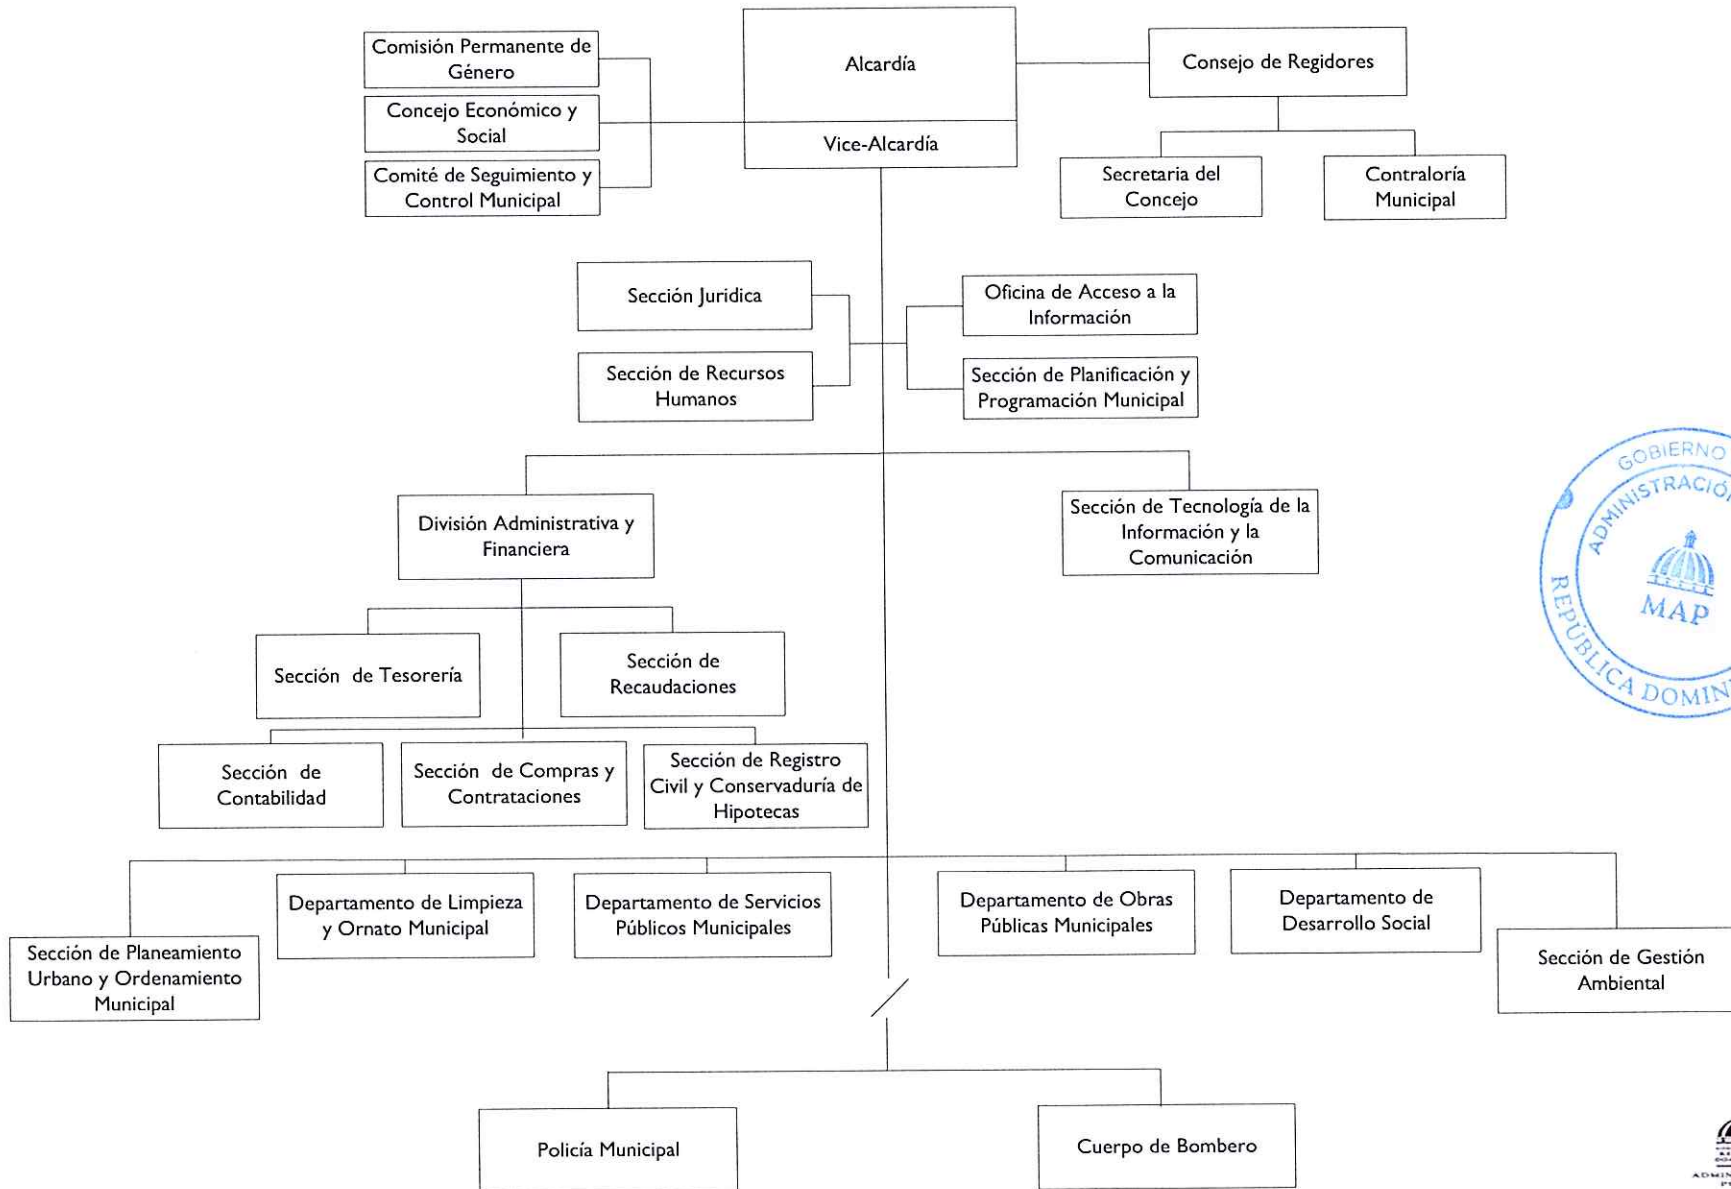 Comisión Permanente de
Género
Alcardía
Consejo de Regidores
Concejo Económico y
Social
Vice-Alcardía
Comité de Seguimiento y
Control Municipal
Secretaria del
Concejo
Contraloría
Municipal
Sección Juridica
Oficina de Acceso a la
Información
Sección de Recursos
Humanos
Sección de Planificación y
Programación Municipal
División Administrativa y
Financiera
Sección de Tecnología de la
Información y la
Comunicación
GOBIERNO
ADMINISTRACIÓN
MAP
REPÚBLICA DOMIN
Sección de Tesorería
Sección de
Recaudaciones
Sección de
Contabilidad
Sección de Compras y
Contrataciones
Sección de Registro
Civil y Conservaduría de
Hipotecas
Sección de Planeamiento
Urbano y Ordenamiento
Municipal
Departamento de Limpieza
y Ornato Municipal
Departamento de Servicios
Públicos Municipales
Departamento de Obras
Públicas Municipales
Departamento de
Desarrollo Social
Sección de Gestión
Ambiental
Policía Municipal
Cuerpo de Bombero